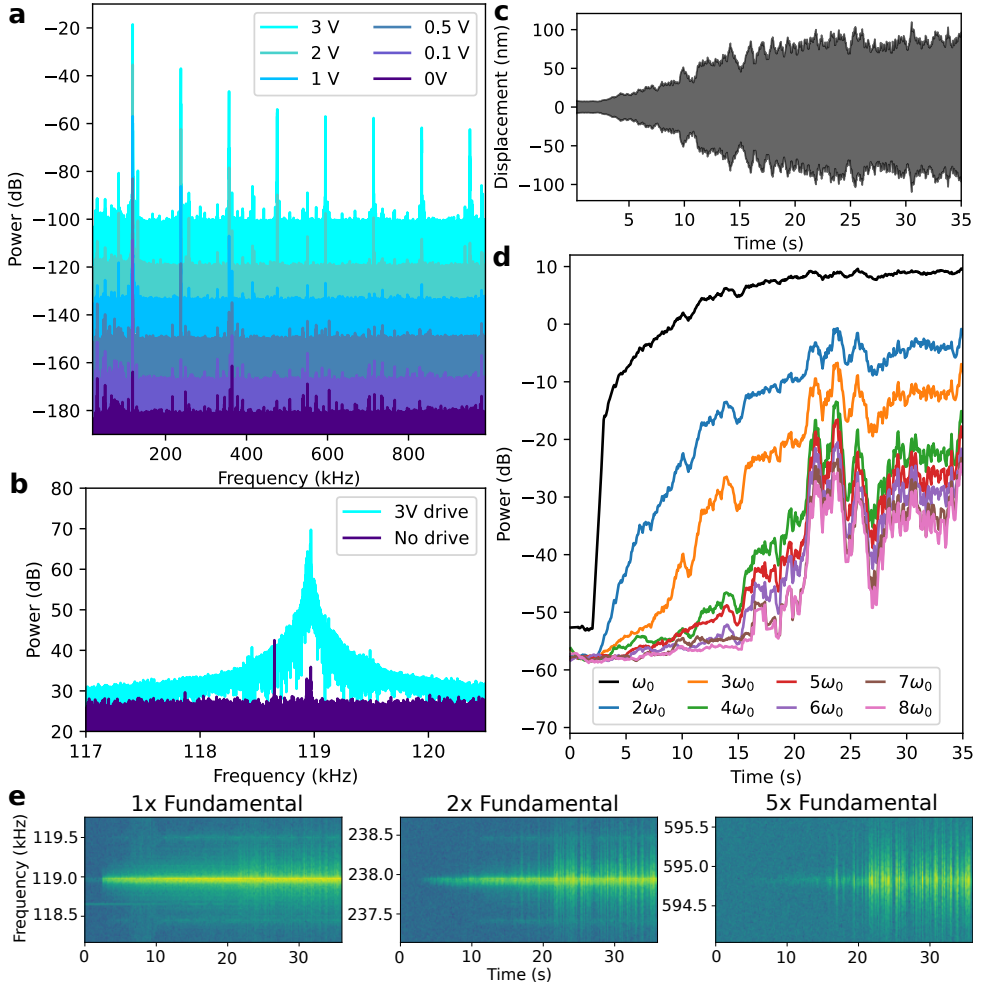 a
−20
−40
−60
−80
−100
−120
−140
−160
−180
Power (dB)
3 V
2 V
1 V
0.5 V
0.1 V
0V
200
400
600
800
Frequency (kHz)
b
80
70
60
50
40
30
20
Power (dB)
3V drive
No drive
117
118
119
120
Frequency (kHz)
c
100
50
0
−50
−100
Displacement (nm)
5
10
15
20
25
30
35
Time (s)
d
10
0
−10
−20
−30
−40
−50
−60
−70
Power (dB)
ω₀
2ω₀
3ω₀
4ω₀
5ω₀
6ω₀
7ω₀
8ω₀
0
5
10
15
20
25
30
35
Time (s)
e
1x Fundamental
Frequency (kHz)
119.5
119.0
118.5
0
10
20
30
2x Fundamental
238.5
238.0
237.5
0
10
20
30
Time (s)
5x Fundamental
595.5
595.0
594.5
0
10
20
30